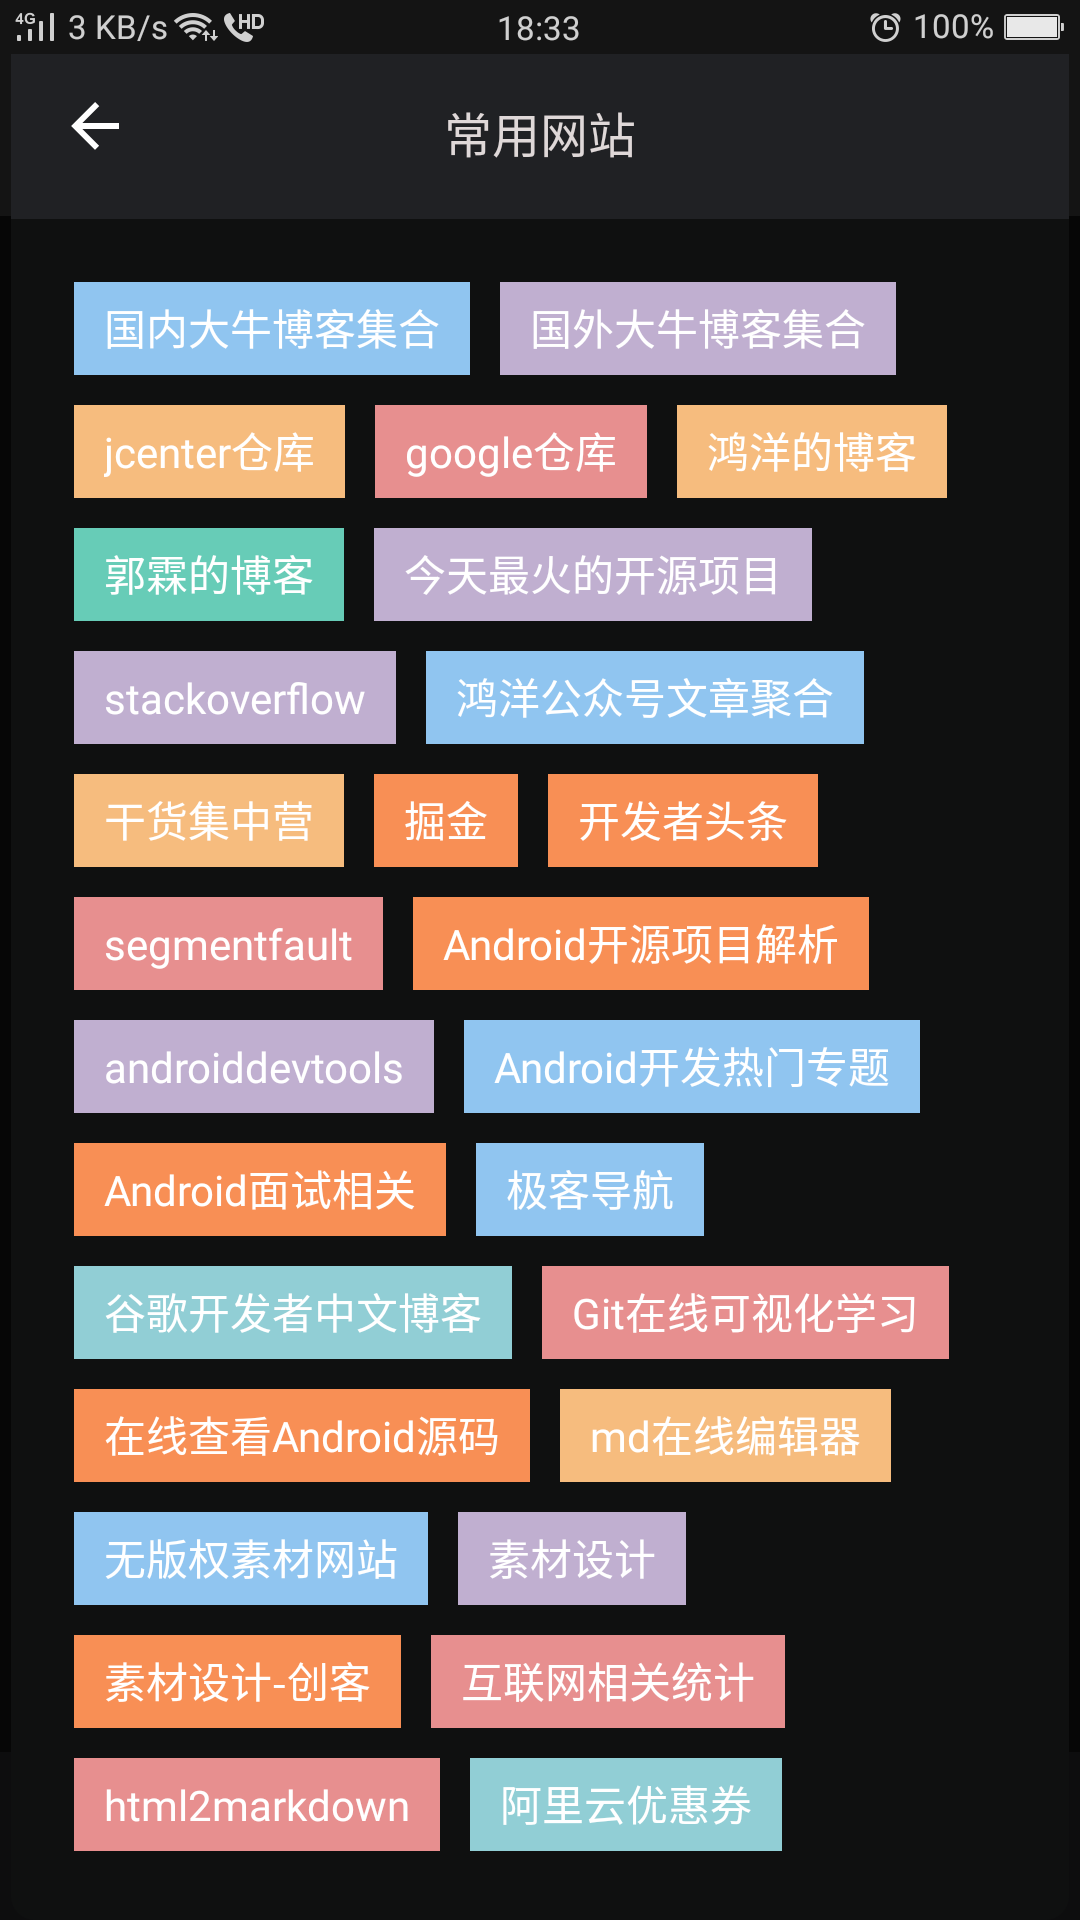 4G 3 KB/s HD 18:33 100%
常用网站
国内大牛博客集合 国外大牛博客集合
jcenter仓库 google仓库 鸿洋的博客
郭霖的博客 今天最火的开源项目
stackoverflow 鸿洋公众号文章聚合
干货集中营 掘金 开发者头条
segmentfault Android开源项目解析
androiddevtools Android开发热门专题
Android面试相关 极客导航
谷歌开发者中文博客 Git在线可视化学习
在线查看Android源码 md在线编辑器
无版权素材网站 素材设计
素材设计-创客 互联网相关统计
html2markdown 阿里云优惠券